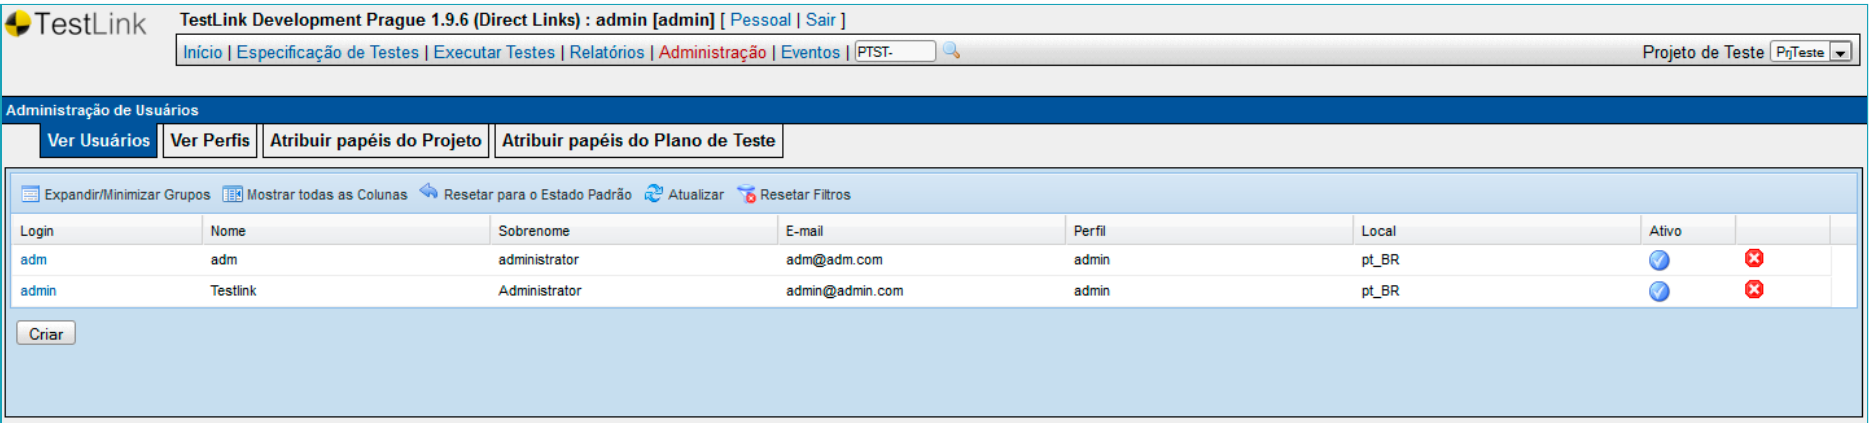 TestLink
TestLink Development Prague 1.9.6 (Direct Links) : admin [admin] [ Pessoal | Sair ]
Início | Especificação de Testes | Executar Testes | Relatórios | Administração | Eventos | PTST- Projeto de Teste PrjTeste
Administração de Usuários
Ver Usuários Ver Perfis Atribuir papéis do Projeto Atribuir papéis do Plano de Teste
Expandir/Minimizar Grupos Mostrar todas as Colunas Resetar para o Estado Padrão Atualizar Resetar Filtros
Login Nome Sobrenome E-mail Perfil Local Ativo
adm adm administrator adm@adm.com admin pt_BR
admin Testlink Administrator admin@admin.com admin pt_BR
Criar